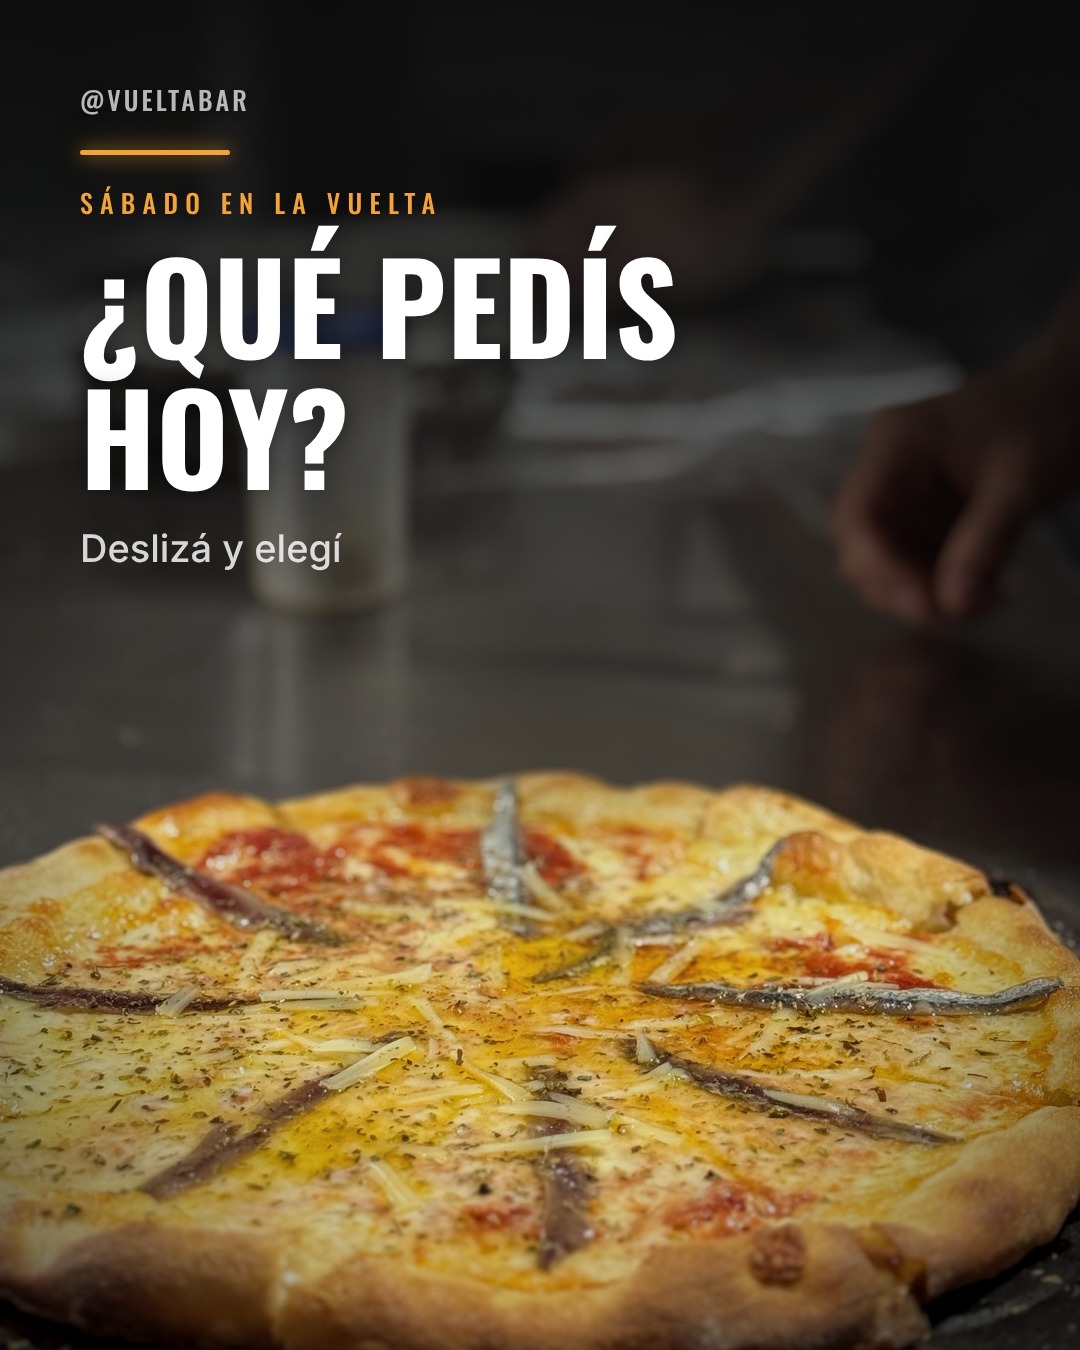 @VUELTABAR
SÁBADO EN LA VUELTA
¿QUÉ PEDÍS
HOY?
Deslizá y elegí